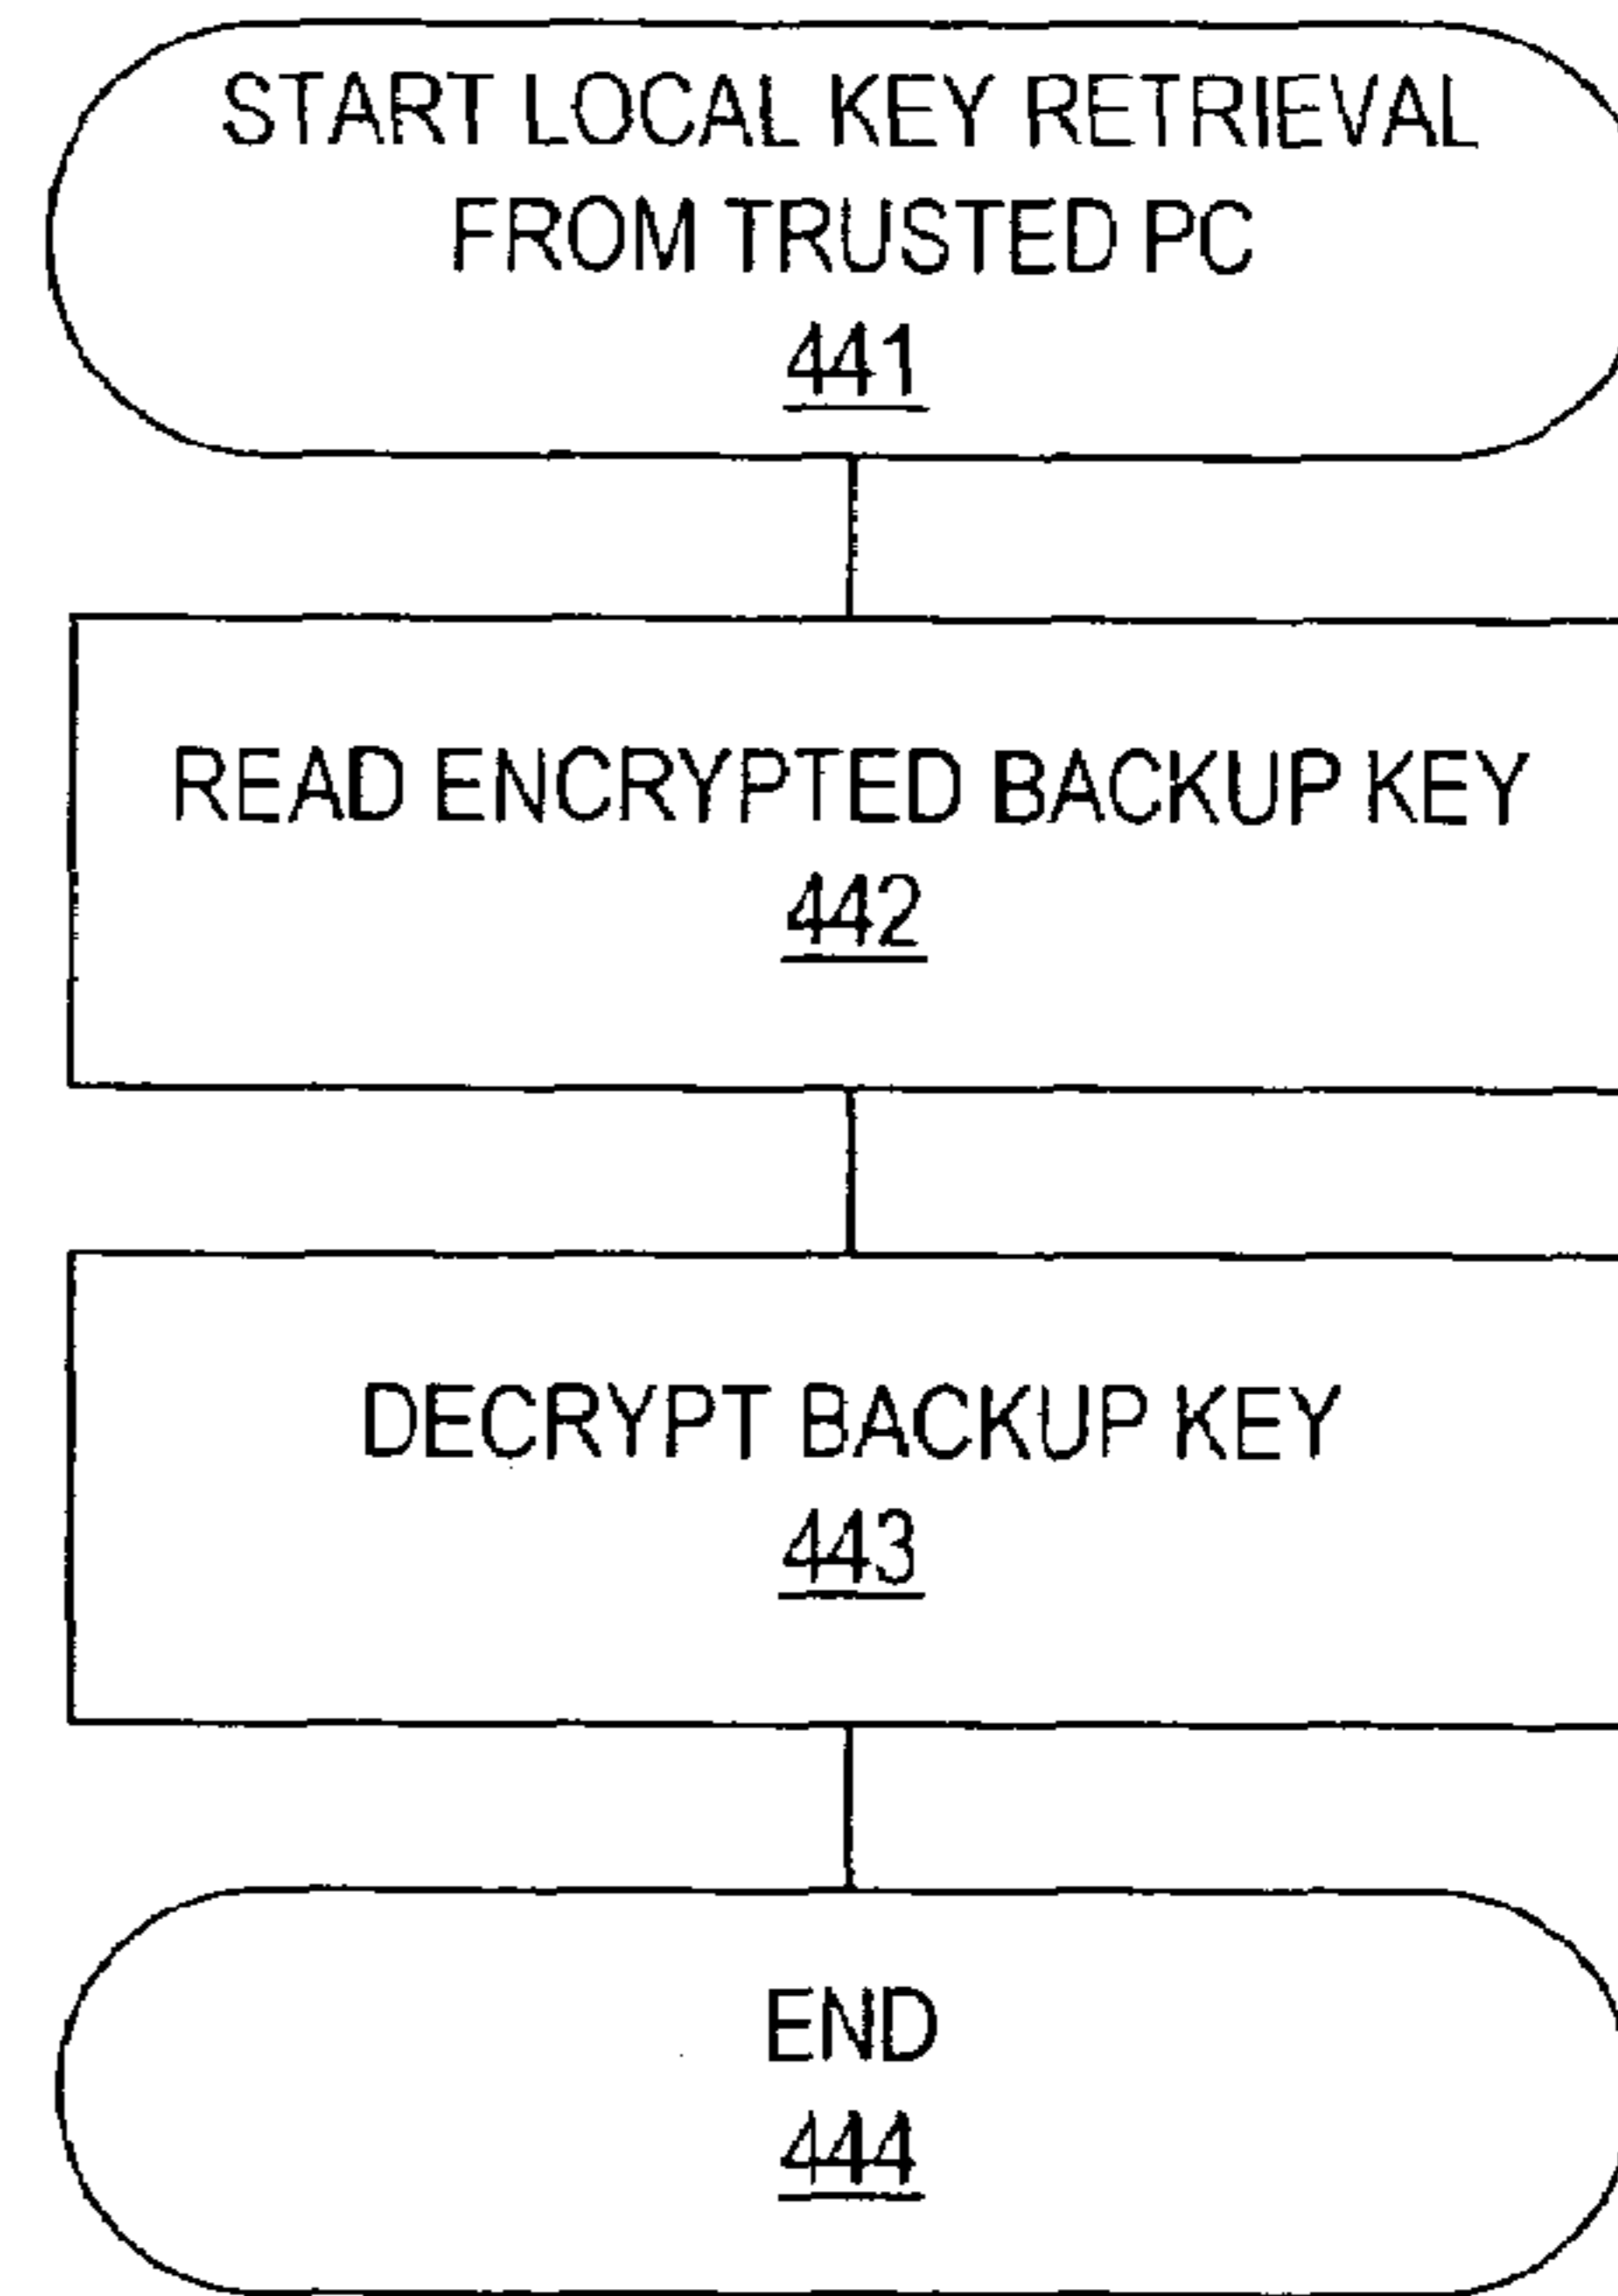 START LOCAL KEY RETRIEVAL
FROM TRUSTED PC
441
READ ENCRYPTED BACKUP KEY
442
DECRYPT BACKUP KEY
443
END
444